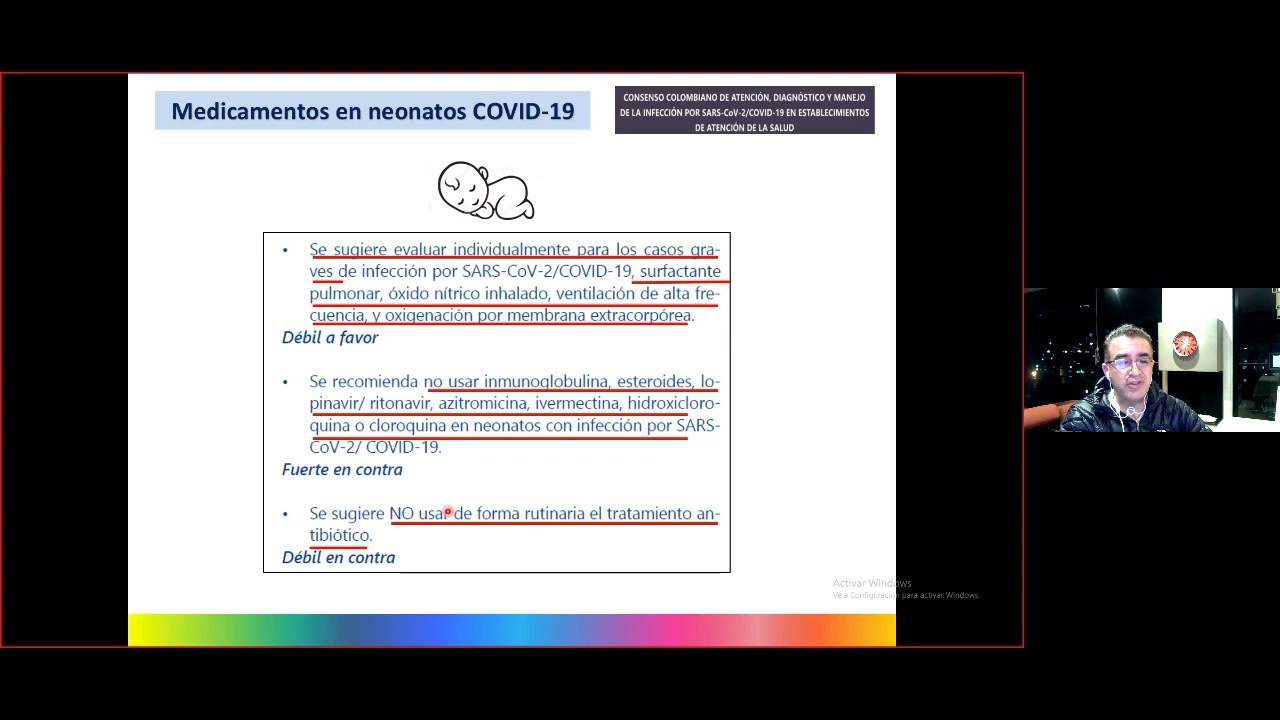 Medicamentos en neonatos COVID-19
CONSENSO COLOMBIANO DE ATENCIÓN, DIAGNÓSTICO Y MANEJO
DE LA INFECCIÓN POR SARS-CoV-2/COVID-19 EN ESTABLECIMIENTOS
DE ATENCIÓN DE LA SALUD
• Se sugiere evaluar individualmente para los casos gra-
ves de infección por SARS-CoV-2/COVID-19, surfactante
pulmonar, óxido nítrico inhalado, ventilación de alta fre-
cuencia, y oxigenación por membrana extracorpórea.
Débil a favor
• Se recomienda no usar inmunoglobulina, esteroides, lo-
pinavir/ ritonavir, azitromicina, ivermectina, hidroxicloro-
quina o cloroquina en neonatos con infección por SARS-
CoV-2/ COVID-19.
Fuerte en contra
• Se sugiere NO usar de forma rutinaria el tratamiento an-
tibiótico.
Débil en contra
Activar Windows
Ve a Configuración para activar Windows.